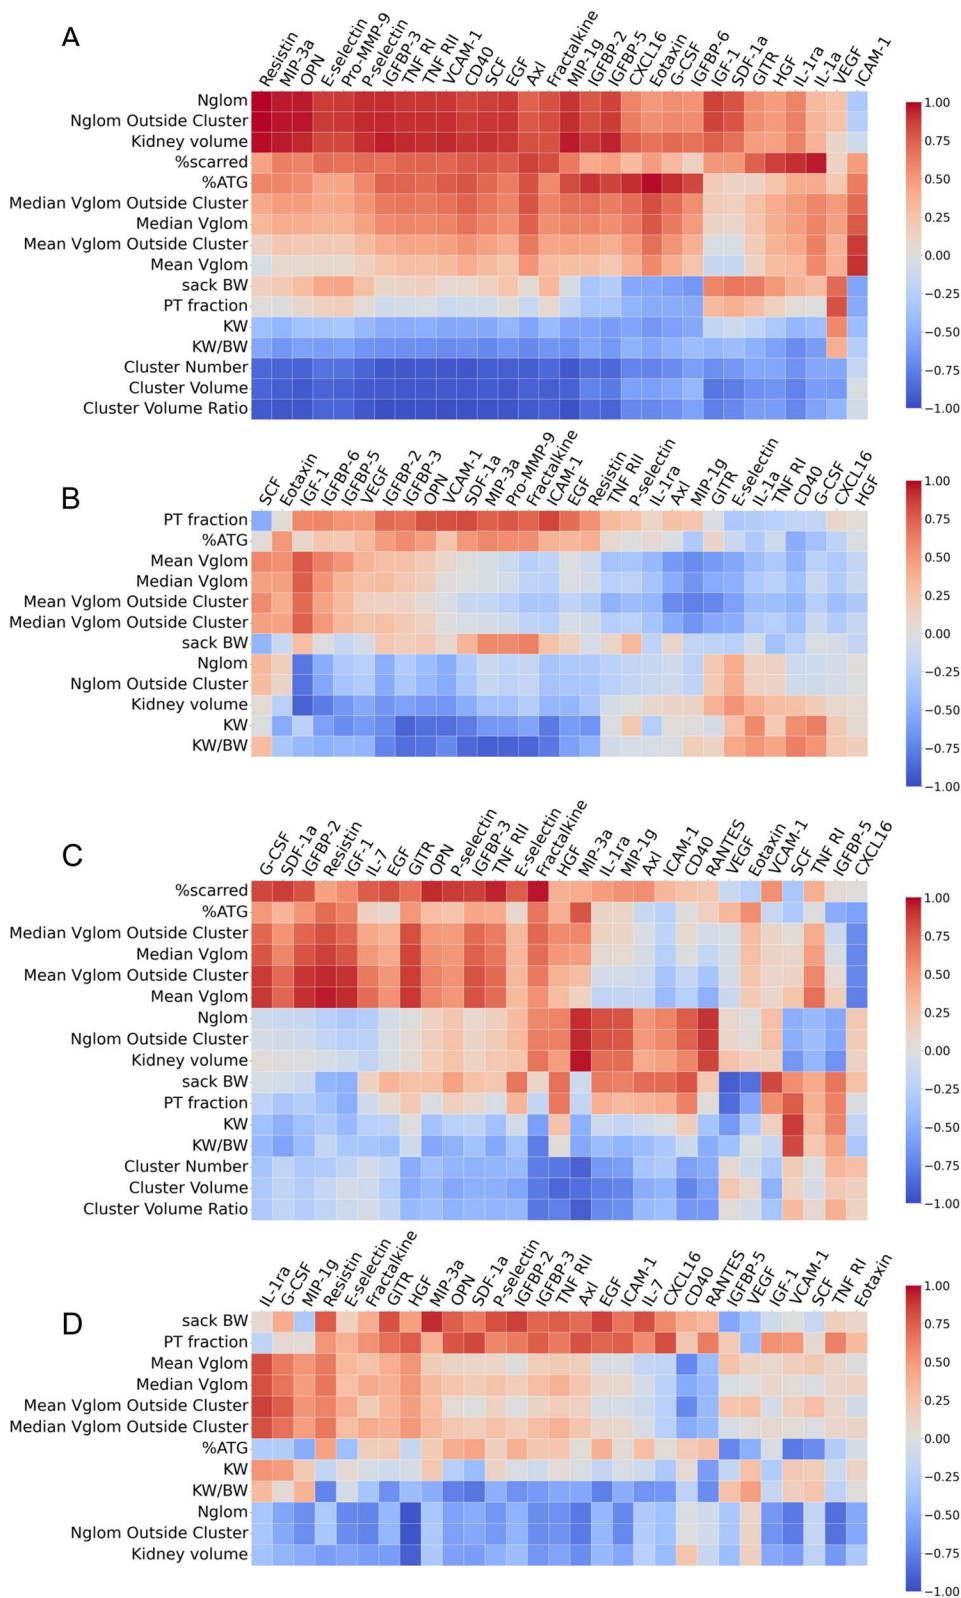 A
Resistin
MIP-3a
OPN
E-selectin
Pro-MMP-9
P-selectin
IGFBP-3
TNF RI
TNF RII
VCAM-1
CD40
SCF
EGF
Axl
Fractalkine
MIP-1g
IGFBP-2
IGFBP-5
CXCL16
Eotaxin
G-CSF
IGFBP-6
IGF-1
SDF-1a
GITR
HGF
IL-1ra
IL-1a
VEGF
ICAM-1
Nglom
Nglom Outside Cluster
Kidney volume
%scarred
%ATG
Median Vglom Outside Cluster
Median Vglom
Mean Vglom Outside Cluster
Mean Vglom
sack BW
PT fraction
KW
KW/BW
Cluster Number
Cluster Volume
Cluster Volume Ratio
1.00
0.75
0.50
0.25
0.00
−0.25
−0.50
−0.75
−1.00
B
SCF
Eotaxin
IGF-1
IGFBP-6
IGFBP-5
VEGF
IGFBP-2
IGFBP-3
OPN
VCAM-1
SDF-1a
MIP-3a
Pro-MMP-9
Fractalkine
ICAM-1
EGF
Resistin
TNF RII
P-selectin
IL-1ra
Axl
MIP-1g
GITR
E-selectin
IL-1a
TNF RI
CD40
G-CSF
CXCL16
HGF
PT fraction
%ATG
Mean Vglom
Median Vglom
Mean Vglom Outside Cluster
Median Vglom Outside Cluster
sack BW
Nglom
Nglom Outside Cluster
Kidney volume
KW
KW/BW
1.00
0.75
0.50
0.25
0.00
−0.25
−0.50
−0.75
−1.00
C
G-CSF
SDF-1a
IGFBP-2
Resistin
IGF-1
IL-7
EGF
GITR
OPN
P-selectin
IGFBP-3
TNF RII
E-selectin
Fractalkine
HGF
MIP-3a
IL-1ra
MIP-1g
Axl
ICAM-1
CD40
RANTES
VEGF
Eotaxin
VCAM-1
SCF
TNF RI
IGFBP-5
CXCL16
%scarred
%ATG
Median Vglom Outside Cluster
Median Vglom
Mean Vglom Outside Cluster
Mean Vglom
Nglom
Nglom Outside Cluster
Kidney volume
sack BW
PT fraction
KW
KW/BW
Cluster Number
Cluster Volume
Cluster Volume Ratio
1.00
0.75
0.50
0.25
0.00
−0.25
−0.50
−0.75
−1.00
D
IL-1ra
G-CSF
MIP-1g
Resistin
E-selectin
Fractalkine
GITR
HGF
MIP-3a
OPN
SDF-1a
P-selectin
IGFBP-2
IGFBP-3
TNF RII
Axl
EGF
ICAM-1
IL-7
CXCL16
CD40
RANTES
IGFBP-5
VEGF
IGF-1
VCAM-1
SCF
TNF RI
Eotaxin
sack BW
PT fraction
Mean Vglom
Median Vglom
Mean Vglom Outside Cluster
Median Vglom Outside Cluster
%ATG
KW
KW/BW
Nglom
Nglom Outside Cluster
Kidney volume
1.00
0.75
0.50
0.25
0.00
−0.25
−0.50
−0.75
−1.00